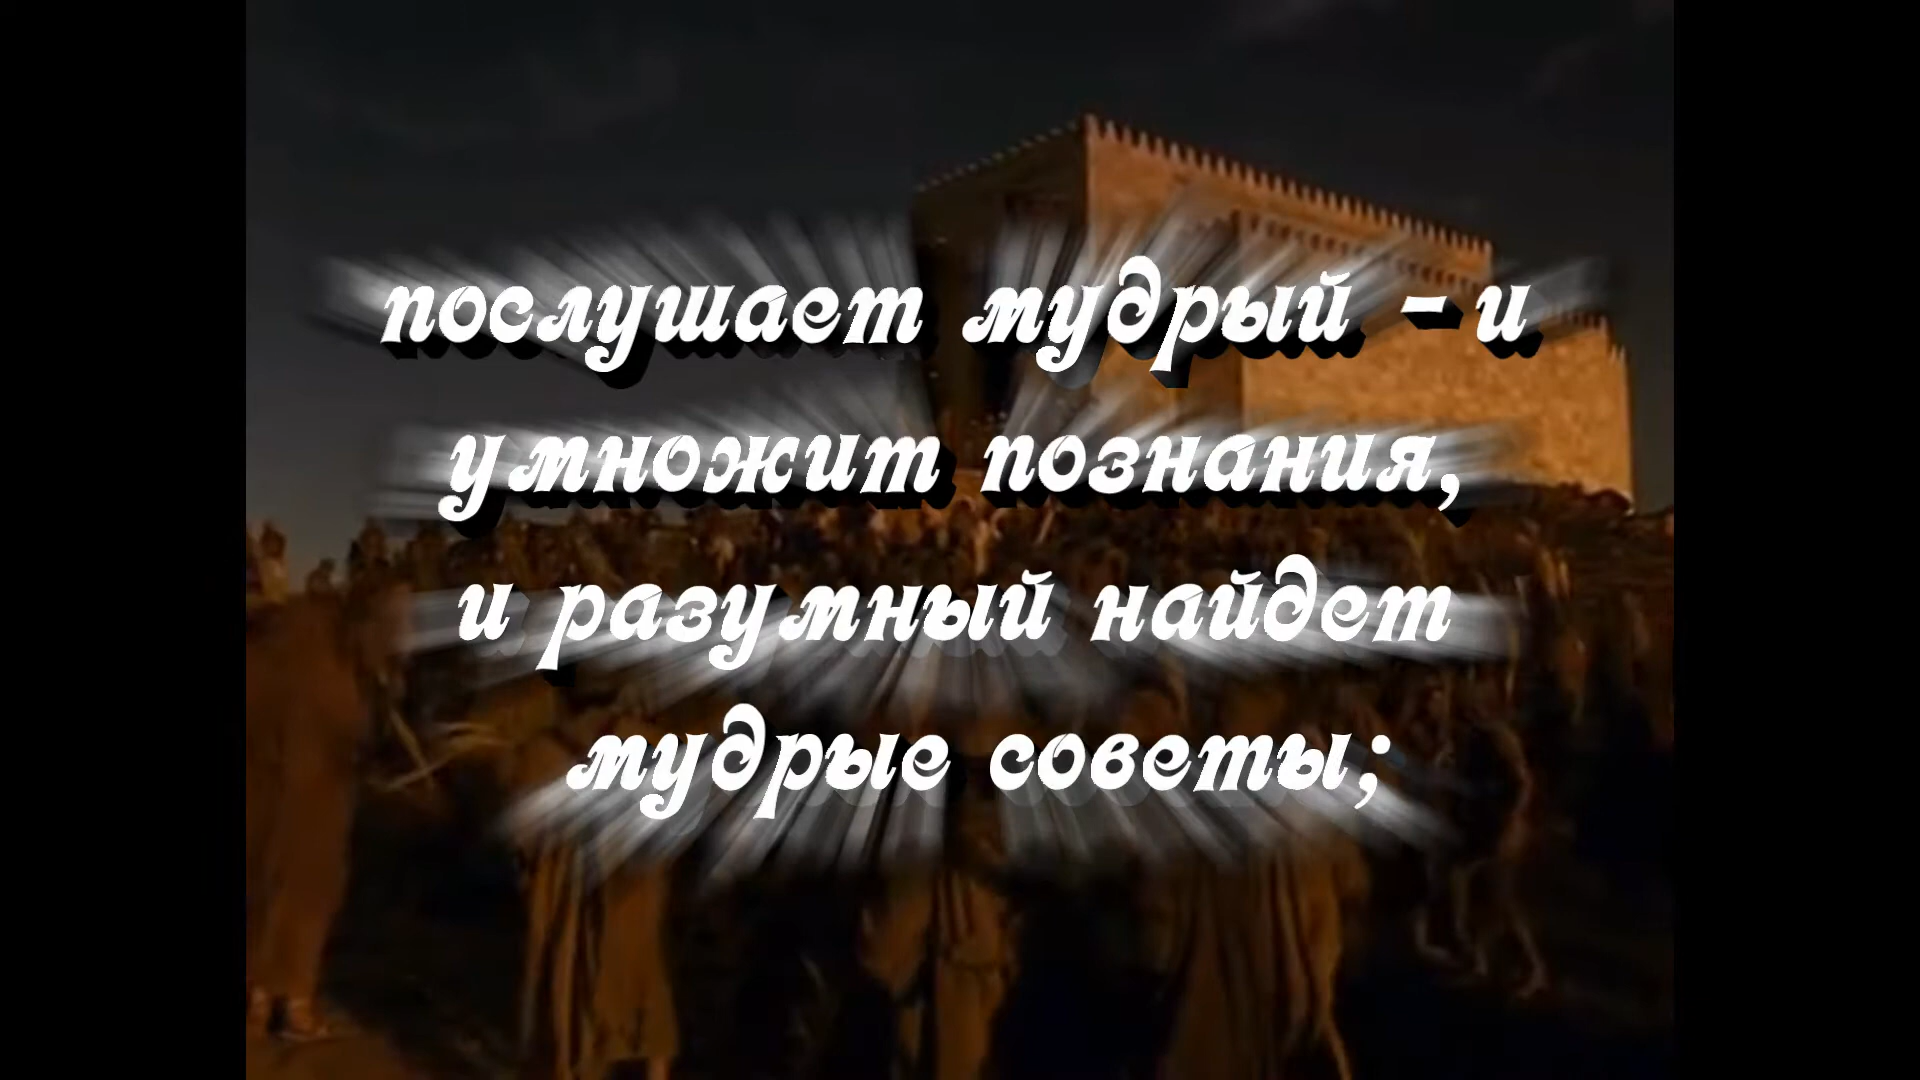 послушает мудрый – и
умножит познания,
и разумный найдет
мудрые советы;